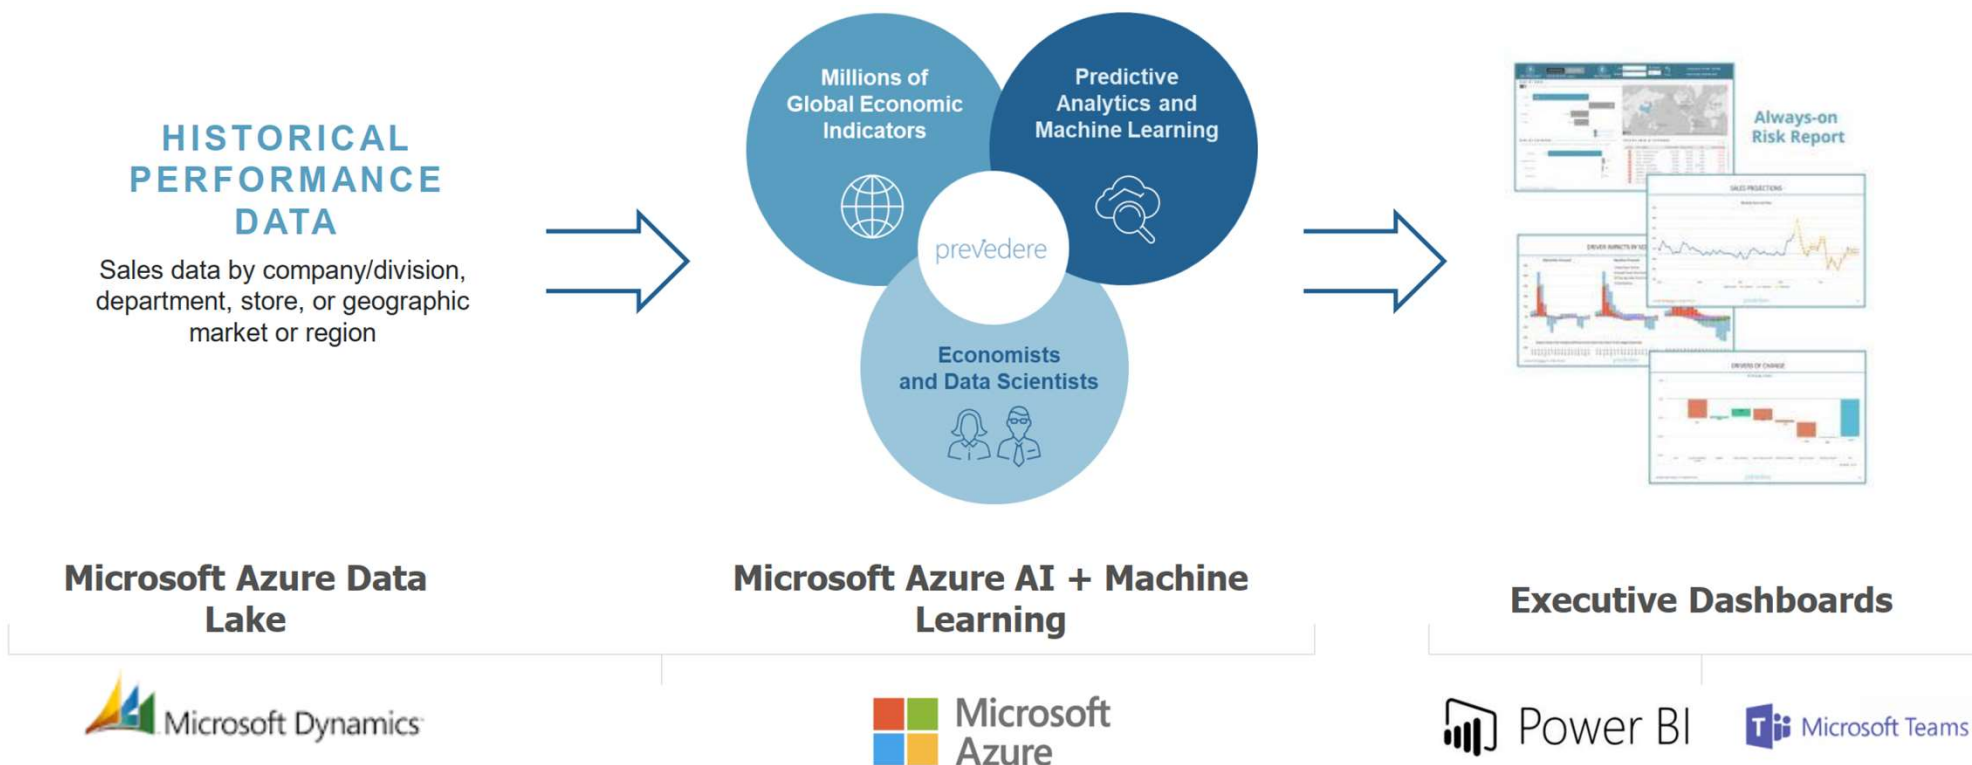 HISTORICAL
PERFORMANCE
DATA
Sales data by company/division,
department, store, or geographic
market or region
Millions of
Global Economic
Indicators
Predictive
Analytics and
Machine Learning
prevedere
Economists
and Data Scientists
Always-on
Risk Report
SALES PROJECTIONS
DRIVER IMPACTS BY
DRIVERS OF CHANGE
Microsoft Azure Data
Lake
Microsoft Azure AI + Machine
Learning
Executive Dashboards
Microsoft Dynamics
Microsoft
Azure
Power BI
Microsoft Teams